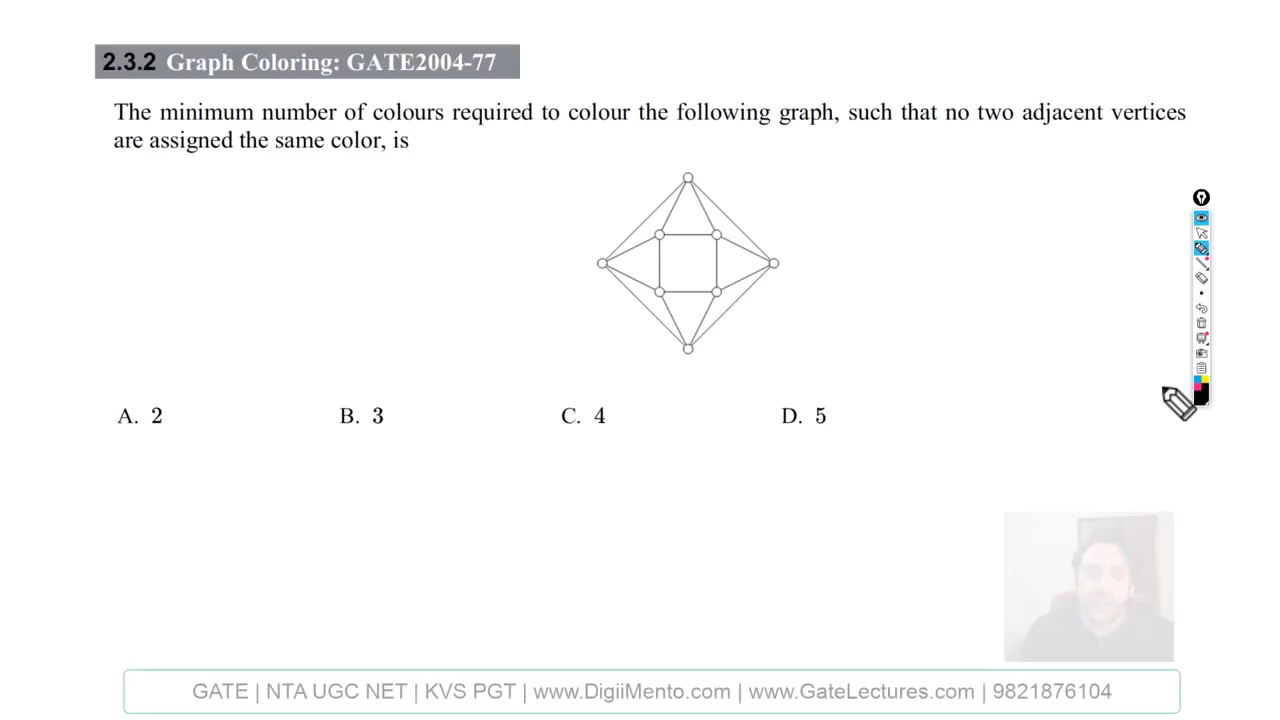 2.3.2 Graph Coloring: GATE2004-77
The minimum number of colours required to colour the following graph, such that no two adjacent vertices
are assigned the same color, is
A. 2 B. 3 C. 4 D. 5
GATE | NTA UGC NET | KVS PGT | www.DigiiMento.com | www.GateLectures.com | 9821876104